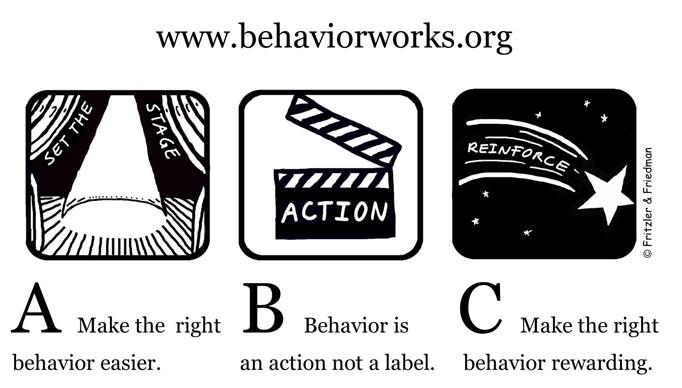 www.behaviorworks.org
SET THE STAGE
ACTION
REINFORCE
© Fritzler & Friedman
A Make the right
behavior easier.
B Behavior is
an action not a label.
C Make the right
behavior rewarding.